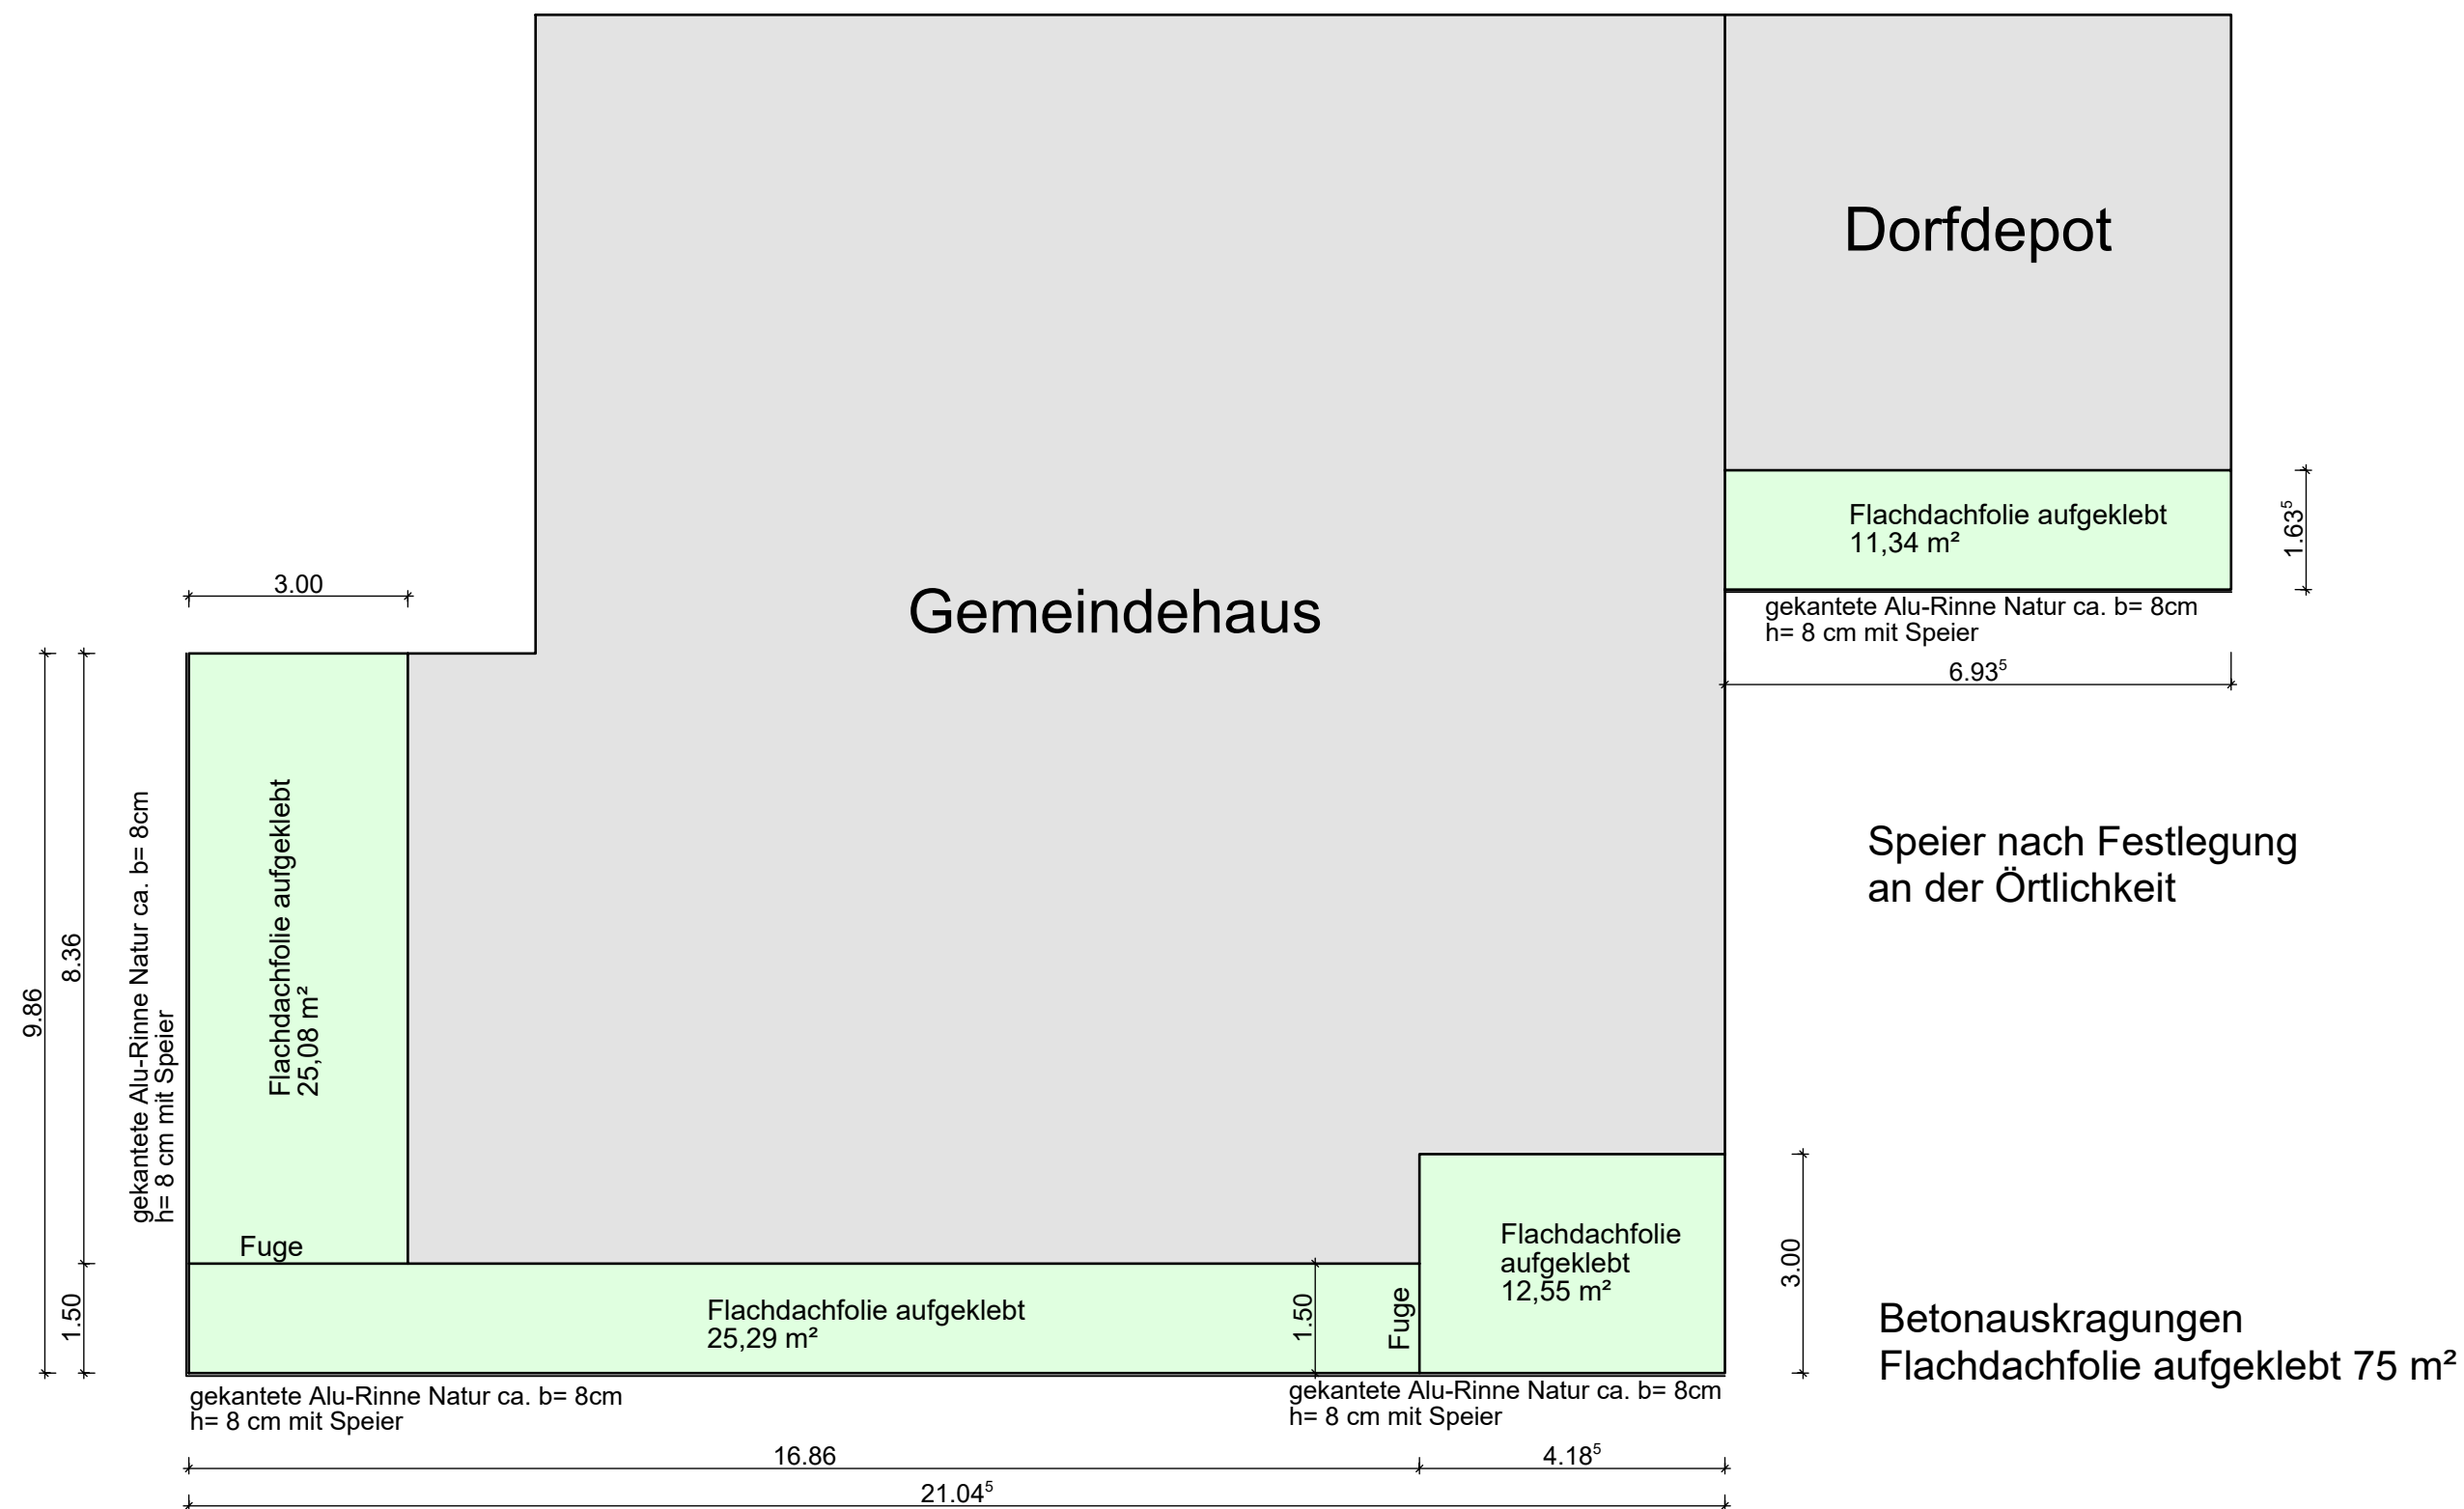 Dorfdepot
Flachdachfolie aufgeklebt
11,34 m²
1.63⁵
3.00
Gemeindehaus
gekantete Alu-Rinne Natur ca. b= 8cm
h= 8 cm mit Speier
6.93⁵
Flachdachfolie aufgeklebt
25,08 m²
gekantete Alu-Rinne Natur ca. b= 8cm
h= 8 cm mit Speier
8.36
9.86
Speier nach Festlegung
an der Örtlichkeit
Fuge
Flachdachfolie
aufgeklebt
12,55 m²
3.00
1.50
Flachdachfolie aufgeklebt
25,29 m²
1.50
Fuge
Betonauskragungen
Flachdachfolie aufgeklebt 75 m²
gekantete Alu-Rinne Natur ca. b= 8cm
h= 8 cm mit Speier
gekantete Alu-Rinne Natur ca. b= 8cm
h= 8 cm mit Speier
16.86
4.18⁵
21.04⁵